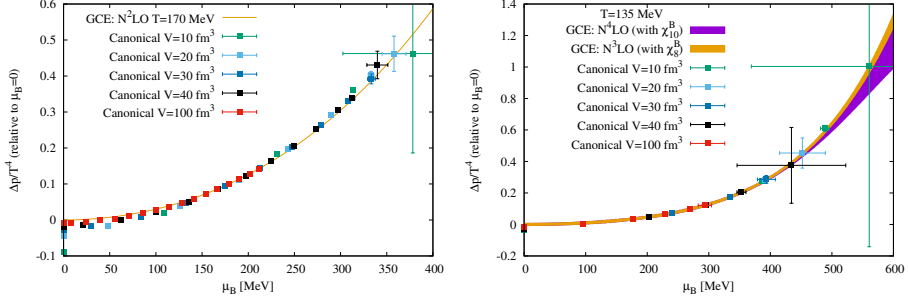 GCE: N²LO T=170 MeV
Canonical V=10 fm³
Canonical V=20 fm³
Canonical V=30 fm³
Canonical V=40 fm³
Canonical V=100 fm³
Δp/T⁴ (relative to μB=0)
0.6
0.5
0.4
0.3
0.2
0.1
0
-0.1
0 50 100 150 200 250 300 350 400
μB [MeV]
T=135 MeV
GCE: N⁴LO (with χ₁₀ᴮ)
GCE: N³LO (with χ₈ᴮ)
Canonical V=10 fm³
Canonical V=20 fm³
Canonical V=30 fm³
Canonical V=40 fm³
Canonical V=100 fm³
Δp/T⁴ (relative to μB=0)
1.4
1.2
1
0.8
0.6
0.4
0.2
0
-0.2
0 100 200 300 400 500 600
μB [MeV]